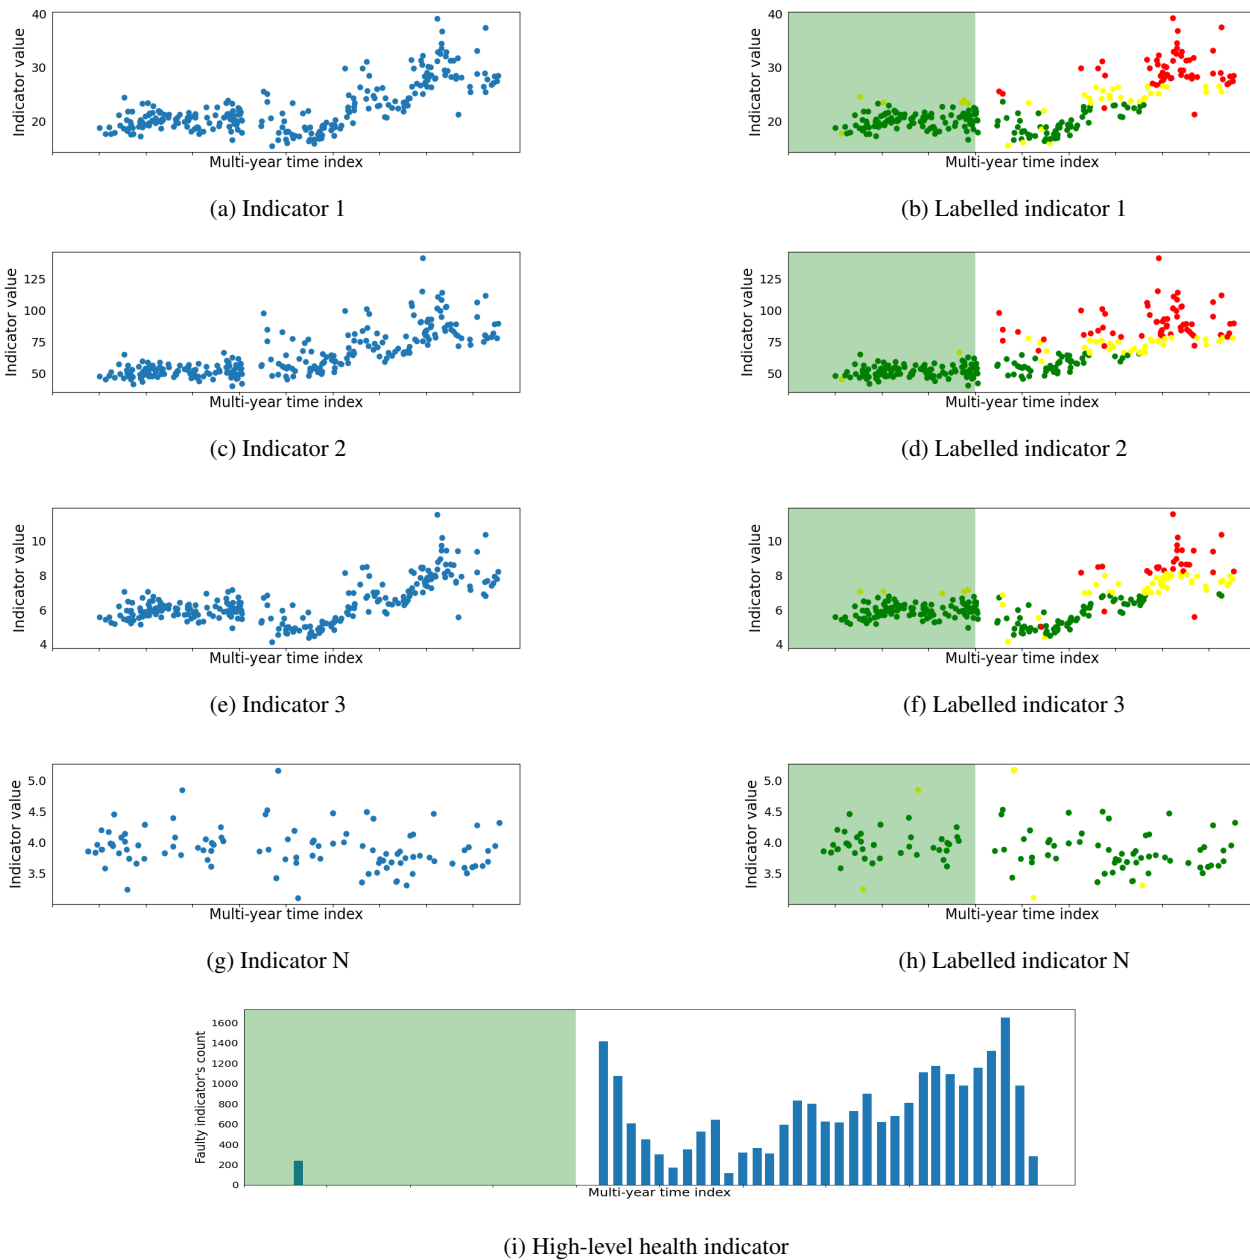 40
30
20
Indicator value
Multi-year time index
(a) Indicator 1
40
30
20
Indicator value
Multi-year time index
(b) Labelled indicator 1
125
100
75
50
Indicator value
Multi-year time index
(c) Indicator 2
125
100
75
50
Indicator value
Multi-year time index
(d) Labelled indicator 2
10
8
6
4
Indicator value
Multi-year time index
(e) Indicator 3
10
8
6
4
Indicator value
Multi-year time index
(f) Labelled indicator 3
5.0
4.5
4.0
3.5
Indicator value
Multi-year time index
(g) Indicator N
5.0
4.5
4.0
3.5
Indicator value
Multi-year time index
(h) Labelled indicator N
1600
1400
1200
1000
800
600
400
200
0
Faulty indicator's count
Multi-year time index
(i) High-level health indicator